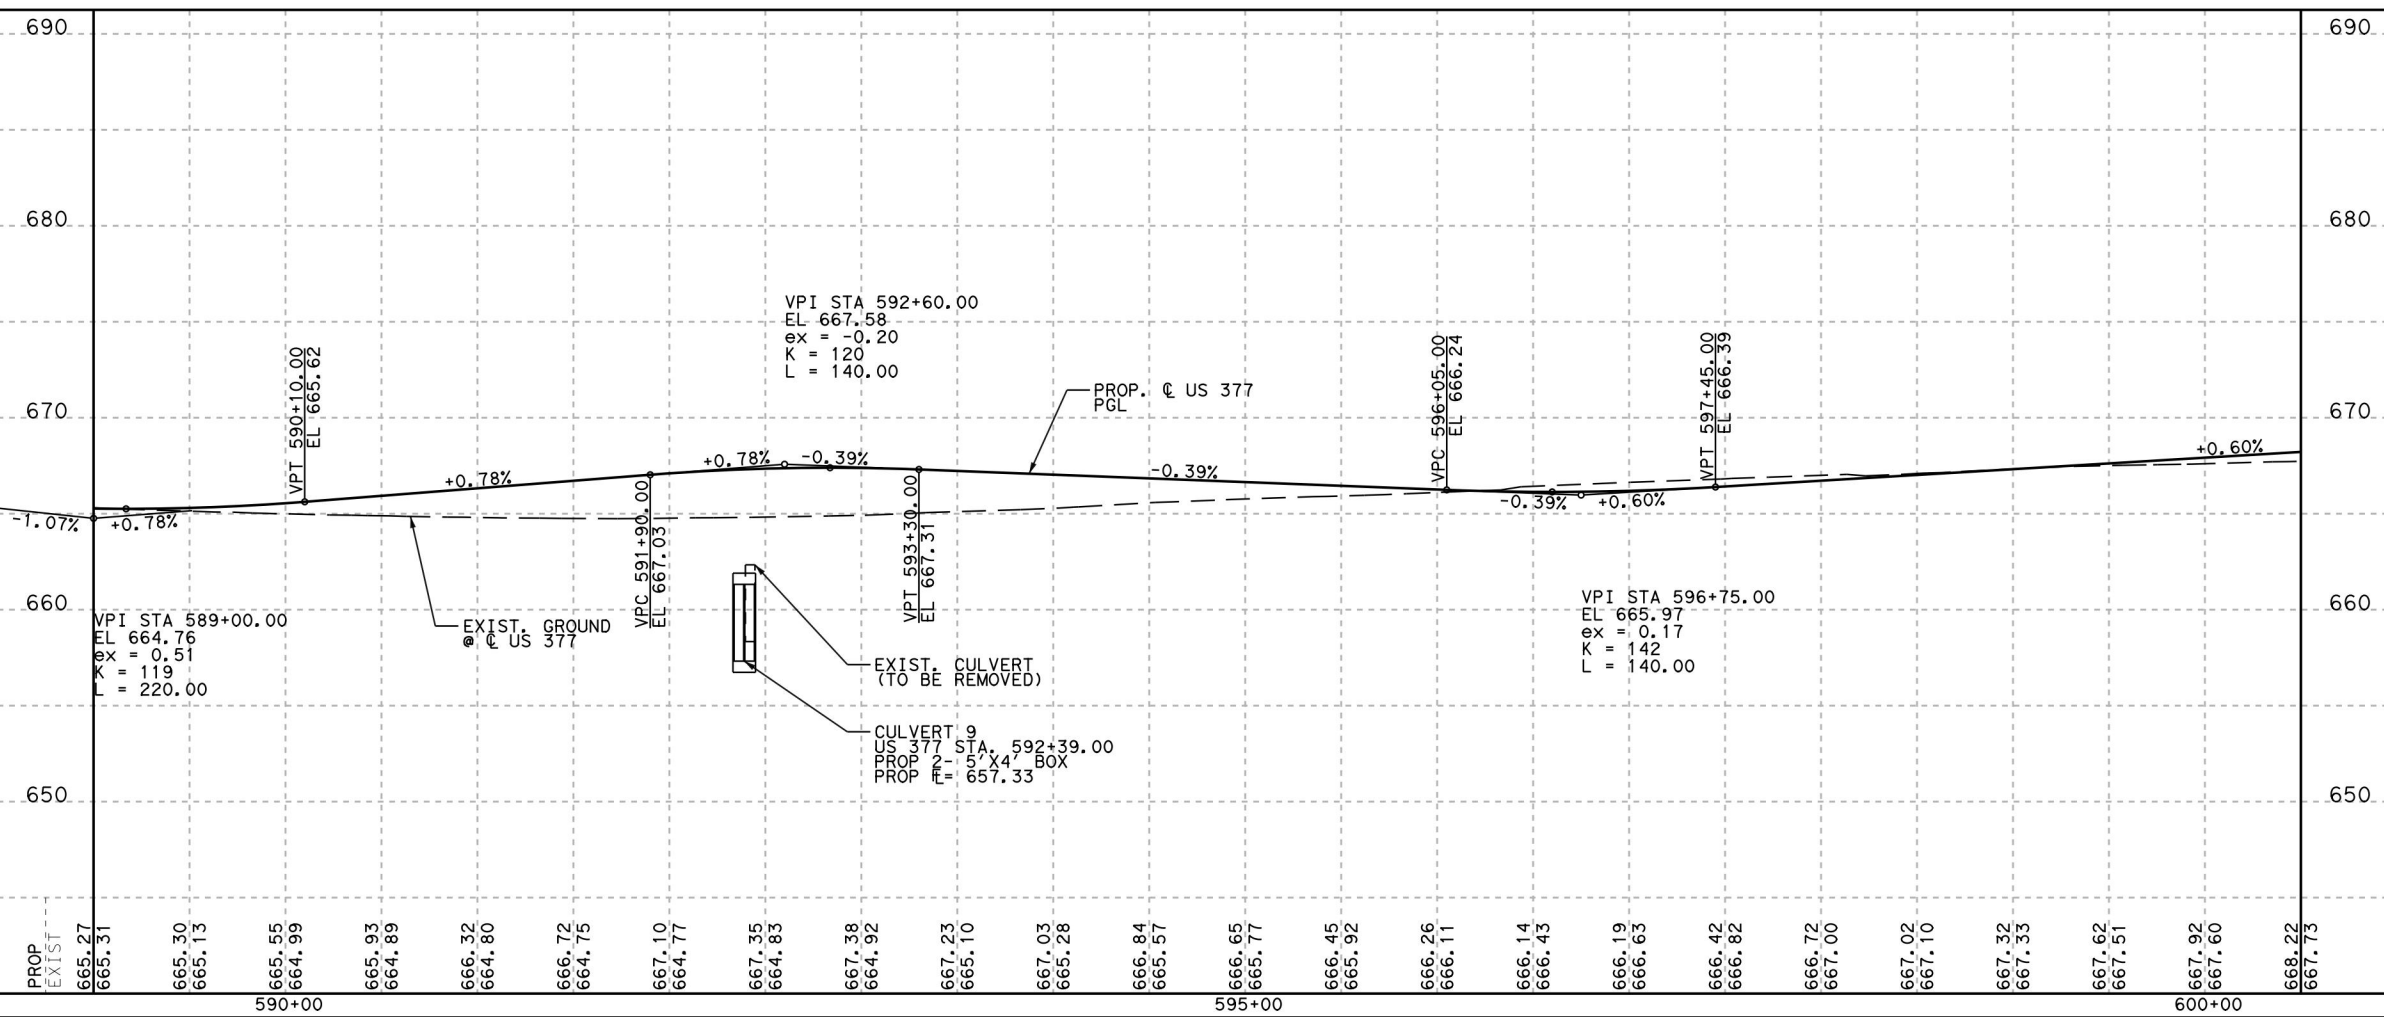 690
690
680
680
VPI STA 592+60.00
EL 667.58
ex = -0.20
K = 120
L = 140.00
VPT 590+10.00
EL 665.62
VPC 596+05.00
EL 666.24
VPT 597+45.00
EL 666.39
PROP. ℄ US 377
PGL
670
670
+0.78%
+0.78%
-0.39%
-0.39%
+0.60%
-1.07%
+0.78%
-0.39%
+0.60%
VPC 591+90.00
EL 667.03
VPT 593+30.00
EL 667.31
660
660
VPI STA 589+00.00
EL 664.76
ex = 0.51
K = 119
L = 220.00
EXIST. GROUND
@ ℄ US 377
EXIST. CULVERT
(TO BE REMOVED)
VPI STA 596+75.00
EL 665.97
ex = 0.17
K = 142
L = 140.00
CULVERT 9
US 377 STA. 592+39.00
PROP 2- 5'X4' BOX
PROP FL= 657.33
650
650
PROP
EXIST
665.27
665.31
665.30
665.13
665.55
664.99
665.93
664.89
666.32
664.80
666.72
664.75
667.10
664.77
667.35
664.83
667.38
664.92
667.23
665.10
667.03
665.28
666.84
665.57
666.65
665.77
666.45
665.92
666.26
666.11
666.14
666.43
666.19
666.63
666.42
666.82
666.72
667.00
667.02
667.10
667.32
667.33
667.62
667.51
667.92
667.60
668.22
667.73
590+00
595+00
600+00